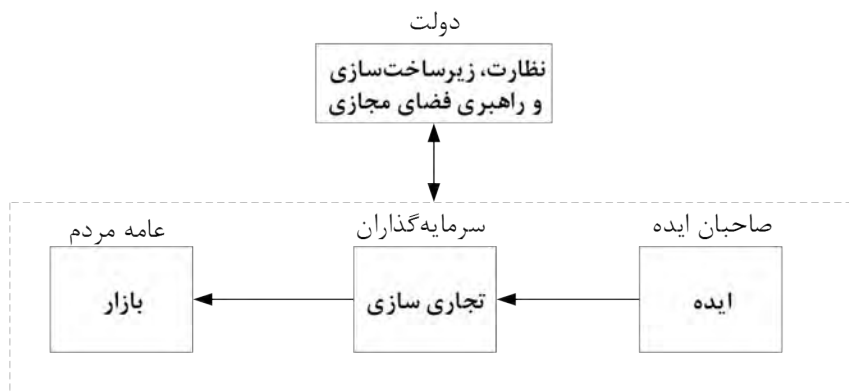 دولت
نظارت، زیرساخت‌سازی
و راهبری فضای مجازی
صاحبان ایده
ایده
سرمایه‌گذاران
تجاری سازی
عامه مردم
بازار